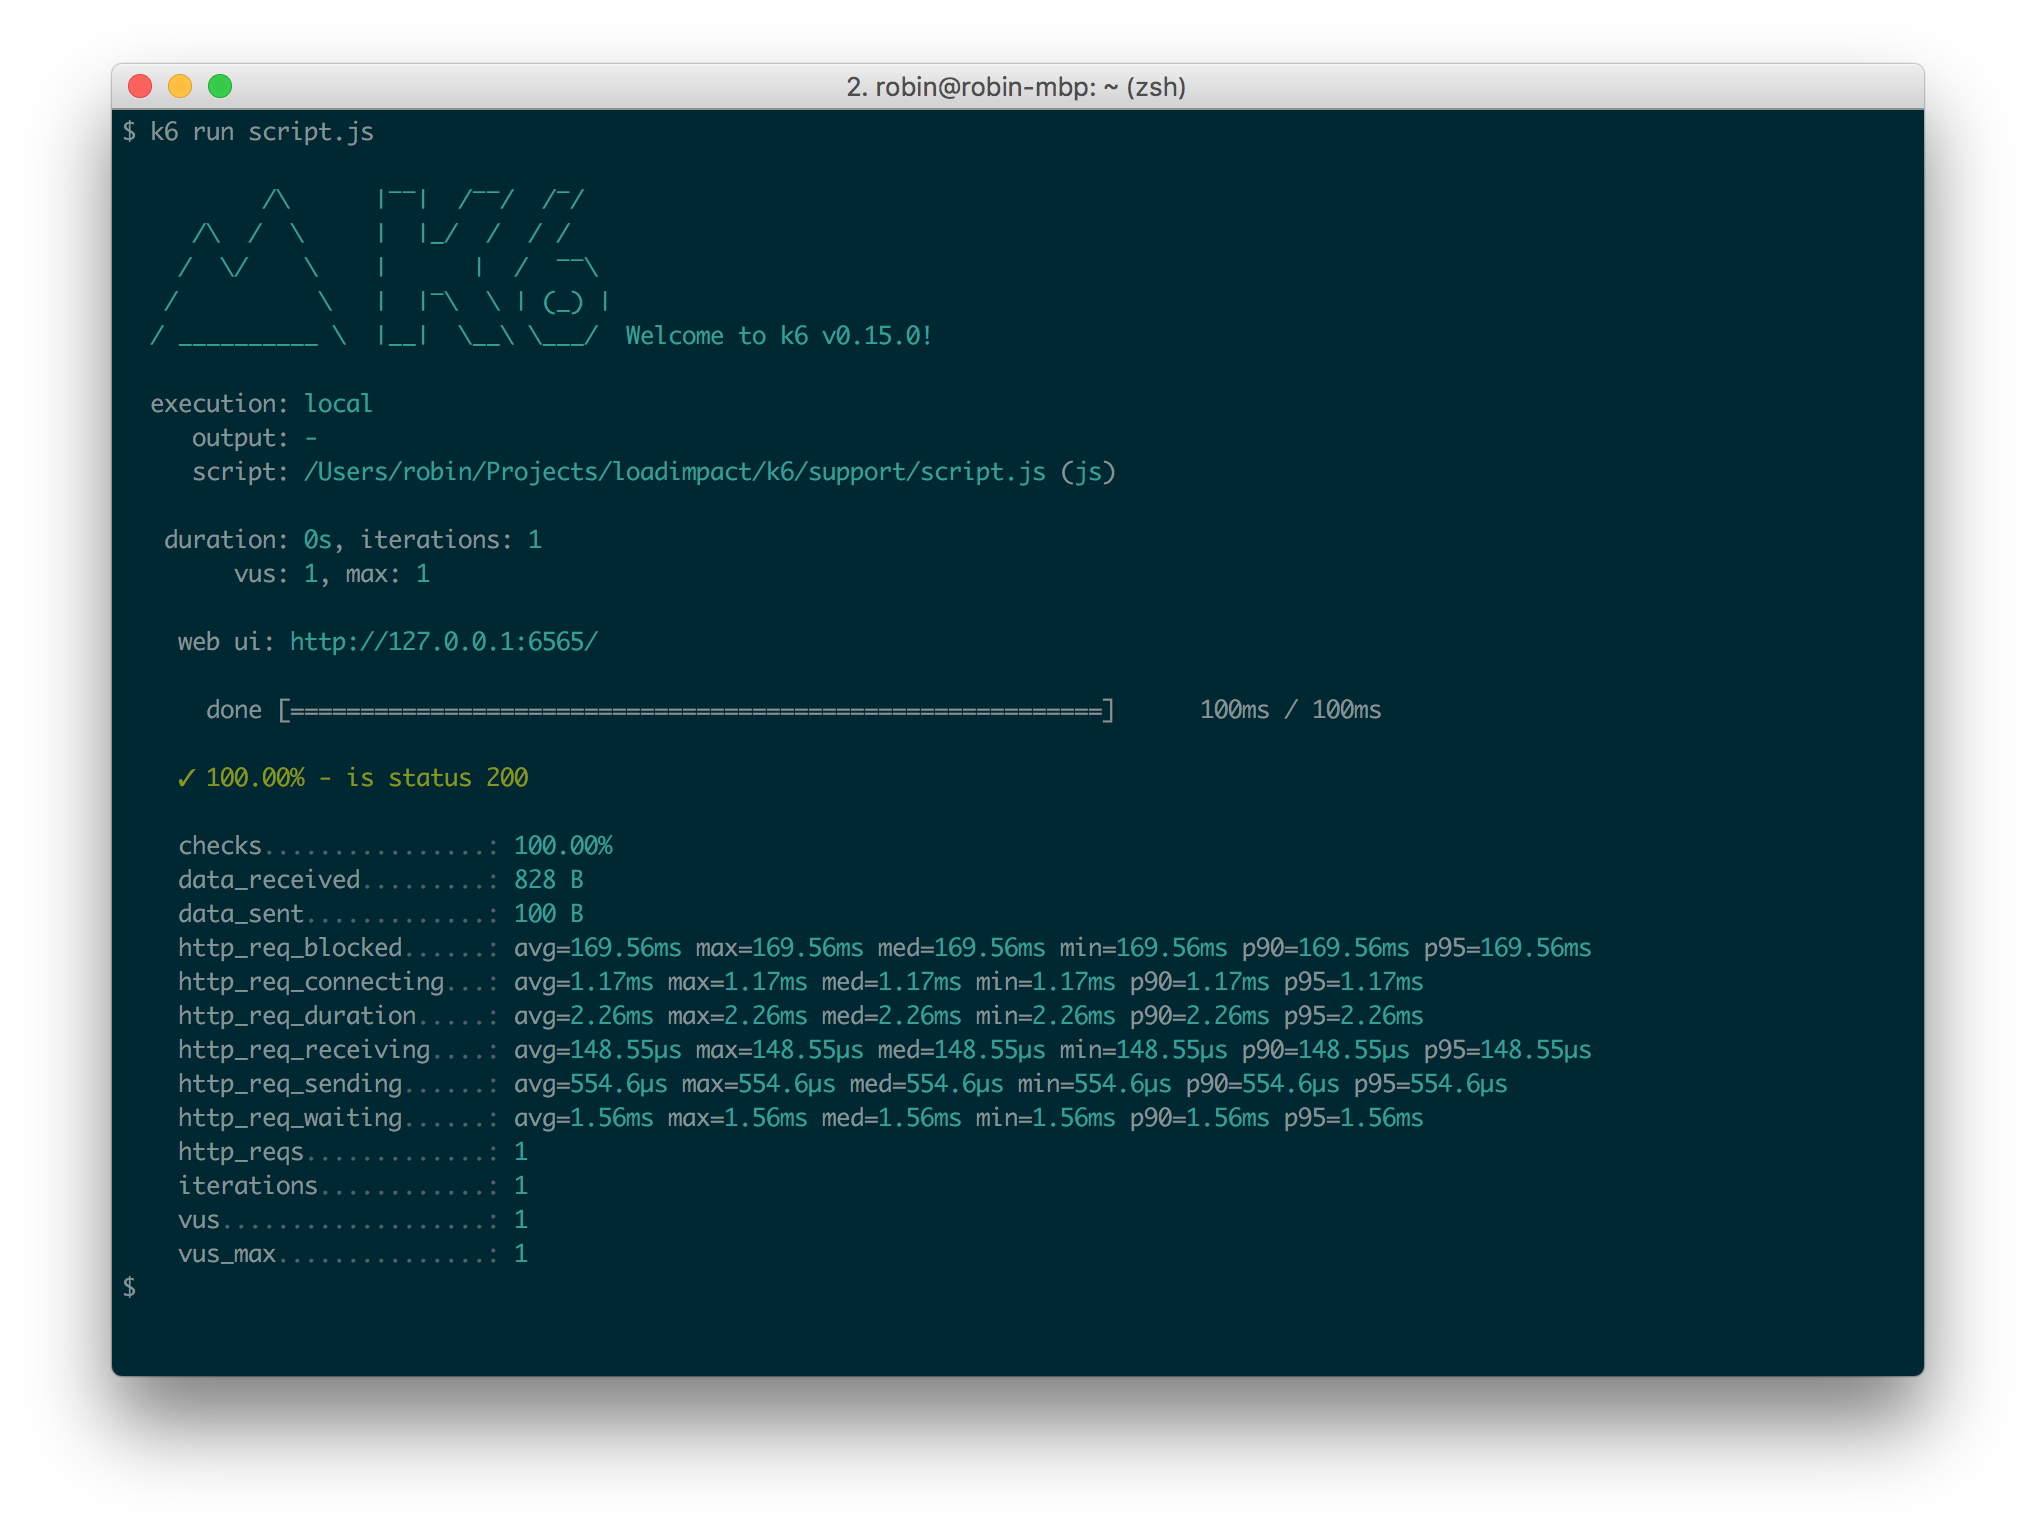 2. robin@robin-mbp: ~ (zsh)
$ k6 run script.js
         /\      |‾‾|  /‾‾/  /‾/
    /\  /  \     |  |_/  /  / /
   /  \/    \    |      |  /  ‾‾\
  /          \   |  |‾\  \ | (_) |
 / __________ \  |__|  \__\ \___/  Welcome to k6 v0.15.0!
execution: local
output: -
script: /Users/robin/Projects/loadimpact/k6/support/script.js (js)
duration: 0s, iterations: 1
vus: 1, max: 1
web ui: http://127.0.0.1:6565/
done [==========================================================]      100ms / 100ms
✓ 100.00% - is status 200
checks................: 100.00%
data_received.........: 828 B
data_sent.............: 100 B
http_req_blocked......: avg=169.56ms max=169.56ms med=169.56ms min=169.56ms p90=169.56ms p95=169.56ms
http_req_connecting...: avg=1.17ms max=1.17ms med=1.17ms min=1.17ms p90=1.17ms p95=1.17ms
http_req_duration.....: avg=2.26ms max=2.26ms med=2.26ms min=2.26ms p90=2.26ms p95=2.26ms
http_req_receiving....: avg=148.55µs max=148.55µs med=148.55µs min=148.55µs p90=148.55µs p95=148.55µs
http_req_sending......: avg=554.6µs max=554.6µs med=554.6µs min=554.6µs p90=554.6µs p95=554.6µs
http_req_waiting......: avg=1.56ms max=1.56ms med=1.56ms min=1.56ms p90=1.56ms p95=1.56ms
http_reqs.............: 1
iterations............: 1
vus...................: 1
vus_max...............: 1
$